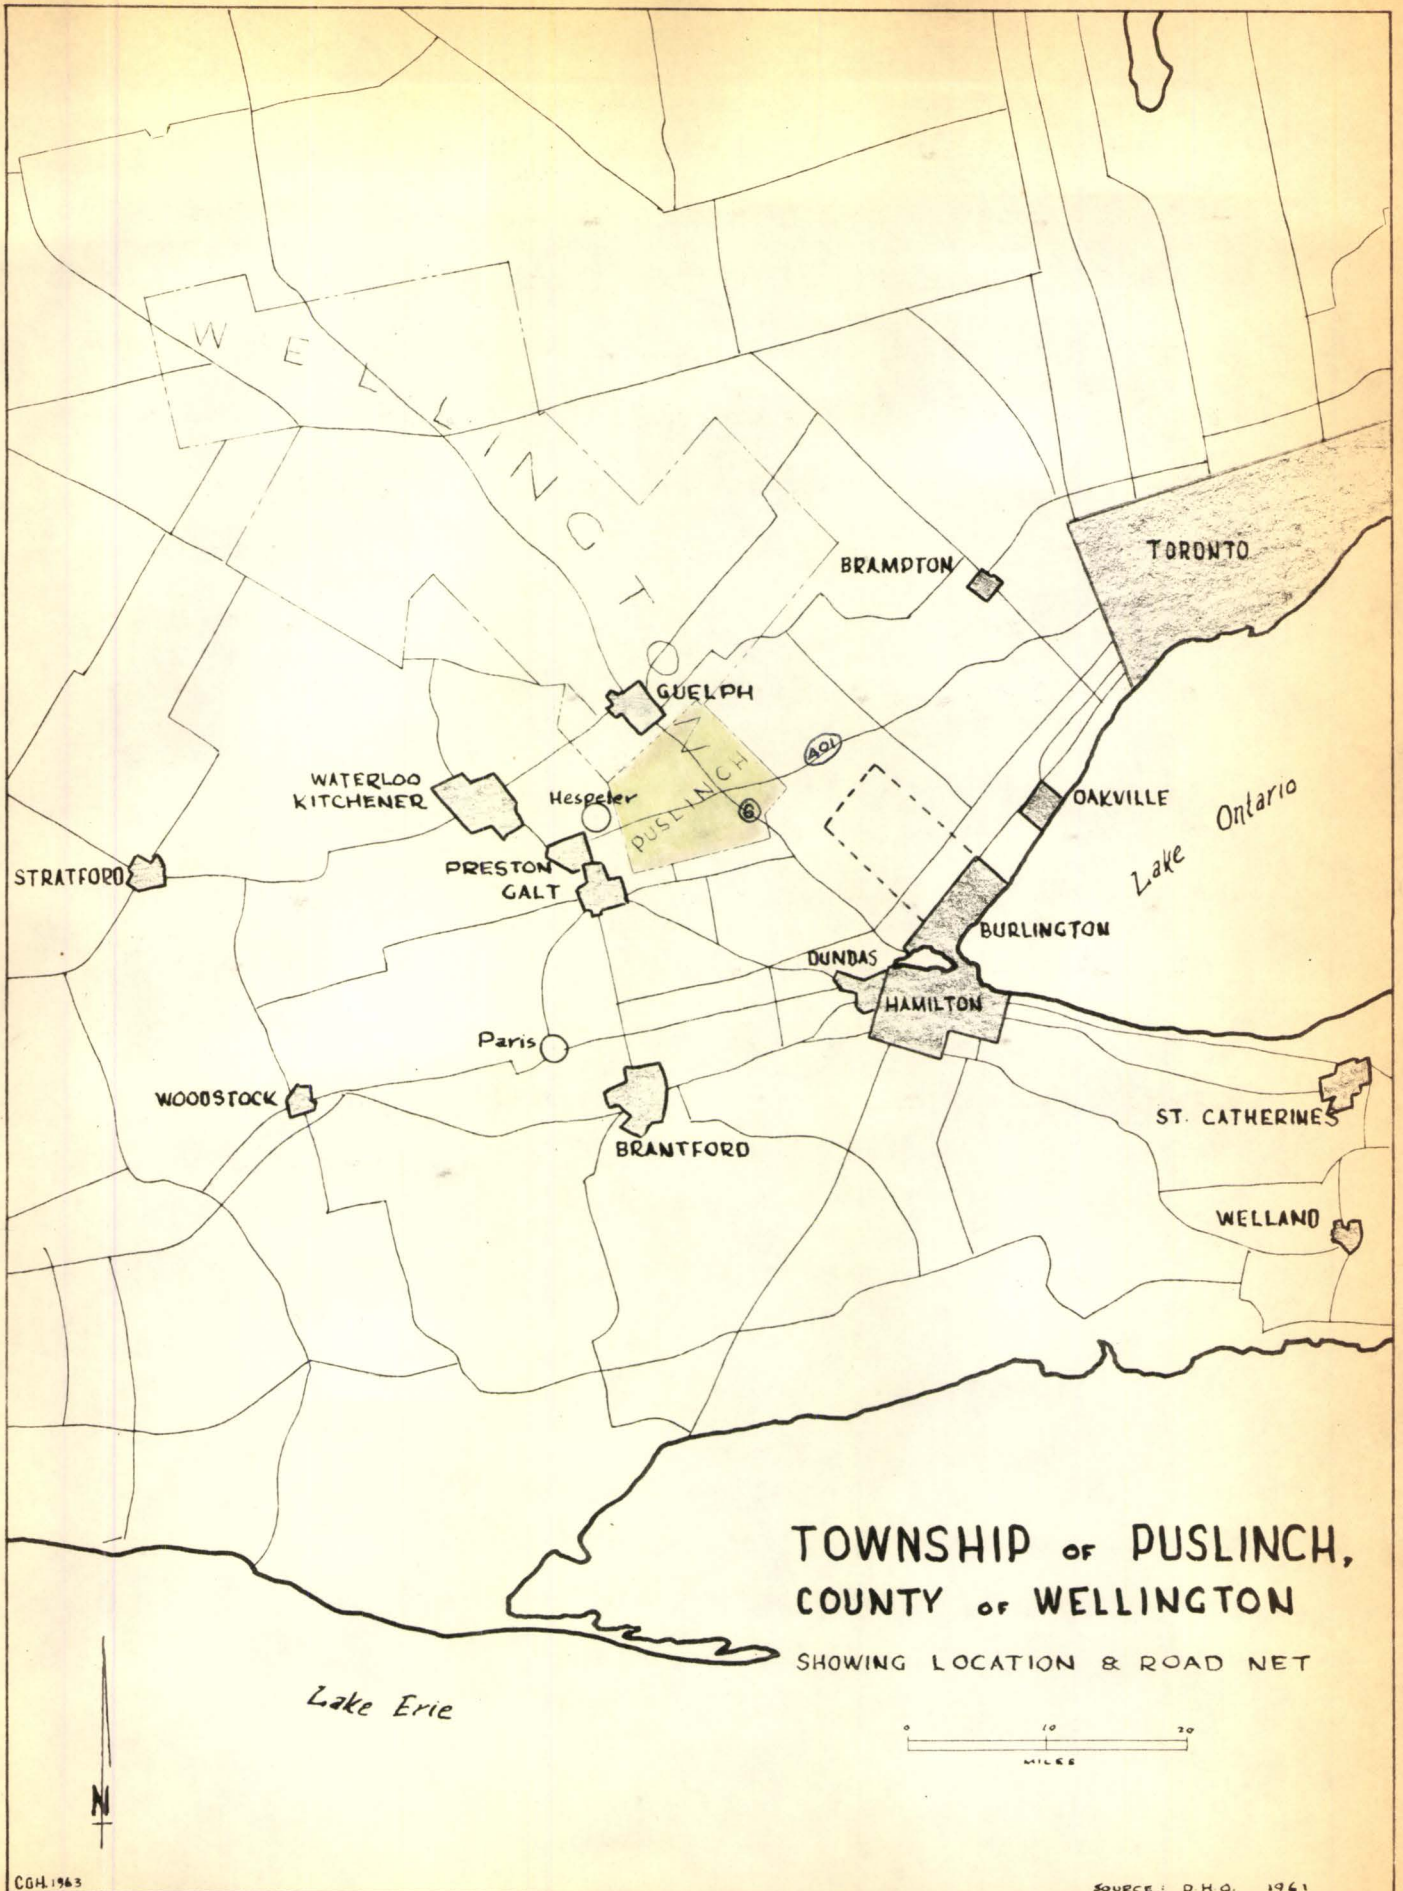 WELLINGTON
BRAMPTON
TORONTO
GUELPH
PUSLINCH
401
6
WATERLOO
KITCHENER
Hespeler
OAKVILLE
Lake Ontario
STRATFORD
PRESTON
GALT
BURLINGTON
DUNDAS
HAMILTON
Paris
WOODSTOCK
BRANTFORD
ST. CATHERINES
WELLAND
TOWNSHIP OF PUSLINCH,
COUNTY OF WELLINGTON
SHOWING LOCATION & ROAD NET
Lake Erie
0 10 20
MILES
N
CGH. 1963
SOURCE: D.H.O. 1961